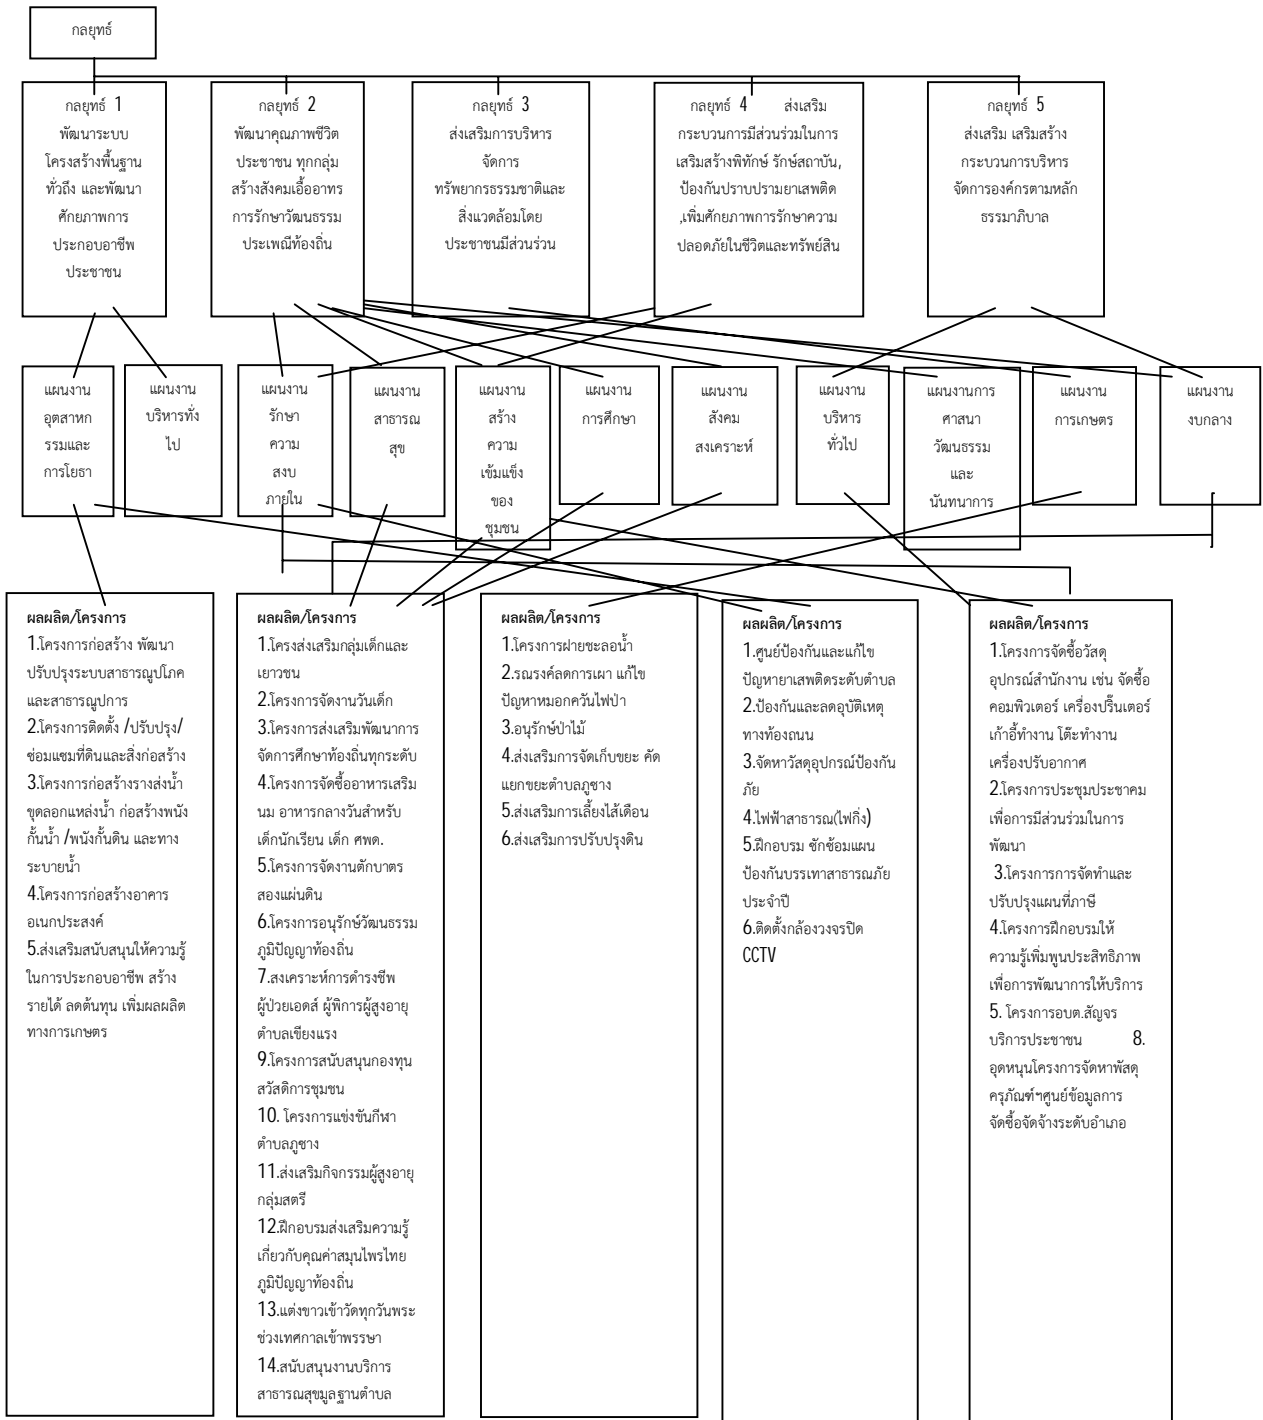 กลยุทธ์
กลยุทธ์ 1
พัฒนาระบบ
โครงสร้างพื้นฐาน
ทั่วถึง และพัฒนา
ศักยภาพการ
ประกอบอาชีพ
ประชาชน
กลยุทธ์ 2
พัฒนาคุณภาพชีวิต
ประชาชน ทุกกลุ่ม
สร้างสังคมเอื้ออาทร
การรักษาวัฒนธรรม
ประเพณีท้องถิ่น
กลยุทธ์ 3
ส่งเสริมการบริหาร
จัดการ
ทรัพยากรธรรมชาติและ
สิ่งแวดล้อมโดย
ประชาชนมีส่วนร่วน
กลยุทธ์ 4 ส่งเสริม
กระบวนการมีส่วนร่วมในการ
เสริมสร้างพิทักษ์ รักษ์สถาบัน,
ป้องกันปราบปรามยาเสพติด
,เพิ่มศักยภาพการรักษาความ
ปลอดภัยในชีวิตและทรัพย์สิน
กลยุทธ์ 5
ส่งเสริม เสริมสร้าง
กระบวนการบริหาร
จัดการองค์กรตามหลัก
ธรรมาภิบาล
แผนงาน
อุตสาหก
รรมและ
การโยธา
แผนงาน
บริหารทั่ง
ไป
แผนงาน
รักษา
ความ
สงบ
ภายใน
แผนงาน
สาธารณ
สุข
แผนงาน
สร้าง
ความ
เข้มแข็ง
ของ
ชุมชน
แผนงาน
การศึกษา
แผนงาน
สังคม
สงเคราะห์
แผนงาน
บริหาร
ทั่วไป
แผนงานการ
ศาสนา
วัฒนธรรม
และ
นันทนาการ
แผนงาน
การเกษตร
แผนงาน
งบกลาง
ผลผลิต/โครงการ
1.โครงการก่อสร้าง พัฒนา
ปรับปรุงระบบสาธารณูปโภค
และสาธารณูปการ
2.โครงการติดตั้ง /ปรับปรุง/
ซ่อมแซมที่ดินและสิ่งก่อสร้าง
3.โครงการก่อสร้างรางส่งน้ำ
ขุดลอกแหล่งน้ำ ก่อสร้างพนัง
กั้นน้ำ /พนังกั้นดิน และทาง
ระบายน้ำ
4.โครงการก่อสร้างอาคาร
อเนกประสงค์
5.ส่งเสริมสนับสนุนให้ความรู้
ในการประกอบอาชีพ สร้าง
รายได้ ลดต้นทุน เพิ่มผลผลิต
ทางการเกษตร
ผลผลิต/โครงการ
1.โครงส่งเสริมกลุ่มเด็กและ
เยาวชน
2.โครงการจัดงานวันเด็ก
3.โครงการส่งเสริมพัฒนาการ
จัดการศึกษาท้องถิ่นทุกระดับ
4.โครงการจัดซื้ออาหารเสริม
นม อาหารกลางวันสำหรับ
เด็กนักเรียน เด็ก ศพด.
5.โครงการจัดงานตักบาตร
สองแผ่นดิน
6.โครงการอนุรักษ์วัฒนธรรม
ภูมิปัญญาท้องถิ่น
7.สงเคราะห์การดำรงชีพ
ผู้ป่วยเอดส์ ผู้พิการผู้สูงอายุ
ตำบลเชียงแรง
9.โครงการสนับสนุนกองทุน
สวัสดิการชุมชน
10. โครงการแข่งขันกีฬา
ตำบลภูซาง
11.ส่งเสริมกิจกรรมผู้สูงอายุ
กลุ่มสตรี
12.ฝึกอบรมส่งเสริมความรู้
เกี่ยวกับคุณค่าสมุนไพรไทย
ภูมิปัญญาท้องถิ่น
13.แต่งขาวเข้าวัดทุกวันพระ
ช่วงเทศกาลเข้าพรรษา
14.สนับสนุนงานบริการ
สาธารณสุขมูลฐานตำบล
ผลผลิต/โครงการ
1.โครงการฝายชะลอน้ำ
2.รณรงค์ลดการเผา แก้ไข
ปัญหาหมอกควันไฟป่า
3.อนุรักษ์ป่าไม้
4.ส่งเสริมการจัดเก็บขยะ คัด
แยกขยะตำบลภูซาง
5.ส่งเสริมการเลี้ยงไส้เดือน
6.ส่งเสริมการปรับปรุงดิน
ผลผลิต/โครงการ
1.ศูนย์ป้องกันและแก้ไข
ปัญหายาเสพติดระดับตำบล
2.ป้องกันและลดอุบัติเหตุ
ทางท้องถนน
3.จัดหาวัสดุอุปกรณ์ป้องกัน
ภัย
4.ไฟฟ้าสาธารณ(ไฟกิ่ง)
5.ฝึกอบรม ซักซ้อมแผน
ป้องกันบรรเทาสาธารณภัย
ประจำปี
6.ติดตั้งกล้องวงจรปิด
CCTV
ผลผลิต/โครงการ
1.โครงการจัดซื้อวัสดุ
อุปกรณ์สำนักงาน เช่น จัดซื้อ
คอมพิวเตอร์ เครื่องปริ้นเตอร์
เก้าอี้ทำงาน โต๊ะทำงาน
เครื่องปรับอากาศ
2.โครงการประชุมประชาคม
เพื่อการมีส่วนร่วมในการ
พัฒนา
3.โครงการการจัดทำและ
ปรับปรุงแผนที่ภาษี
4.โครงการฝึกอบรมให้
ความรู้เพิ่มพูนประสิทธิภาพ
เพื่อการพัฒนาการให้บริการ
5. โครงการอบต.สัญจร
บริการประชาชน 8.
อุดหนุนโครงการจัดหาพัสดุ
ครุภัณฑ์ฯศูนย์ข้อมูลการ
จัดซื้อจัดจ้างระดับอำเภอ